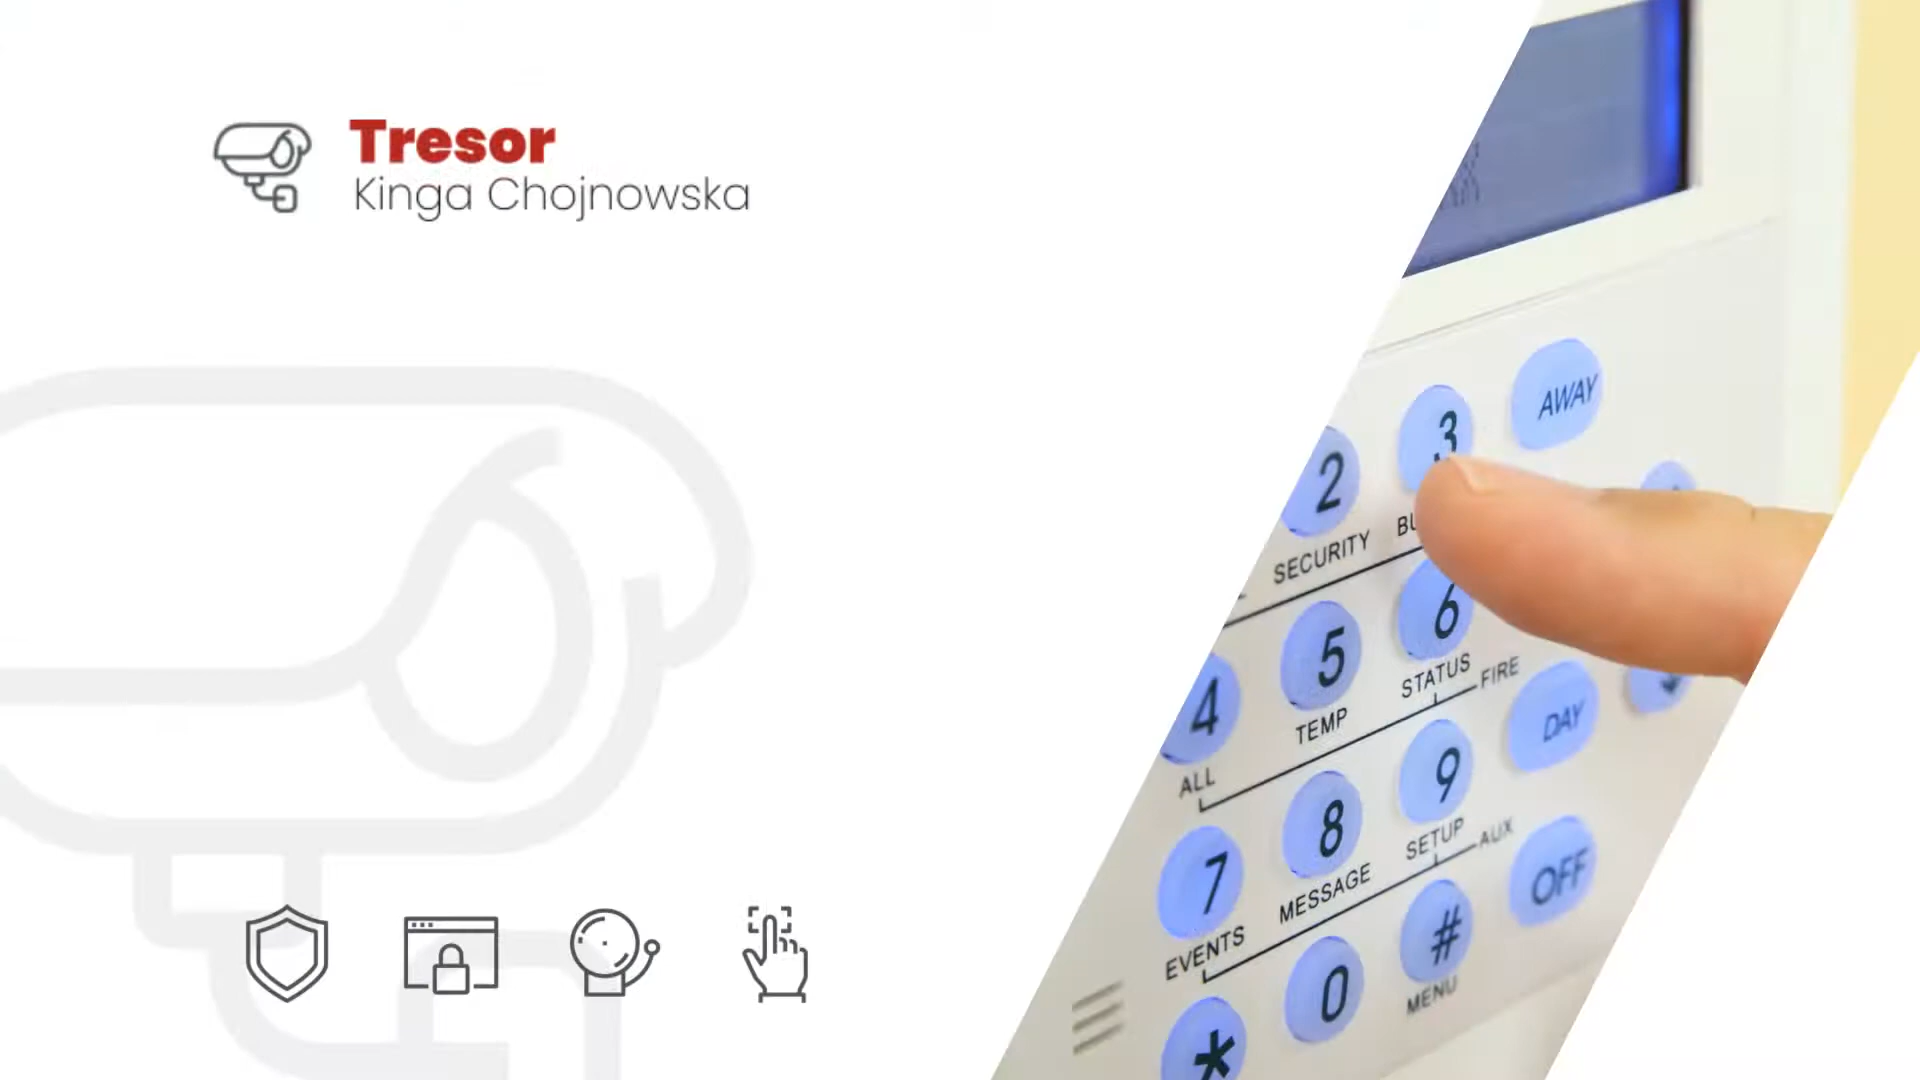 Tresor
Kinga Chojnowska
AWAY
3
2
SECURITY
6
5
STATUS
FIRE
TEMP
4
DAY
ALL
9
8
SETUP
AUX
7
MESSAGE
OFF
EVENTS
#
0
MENU
*